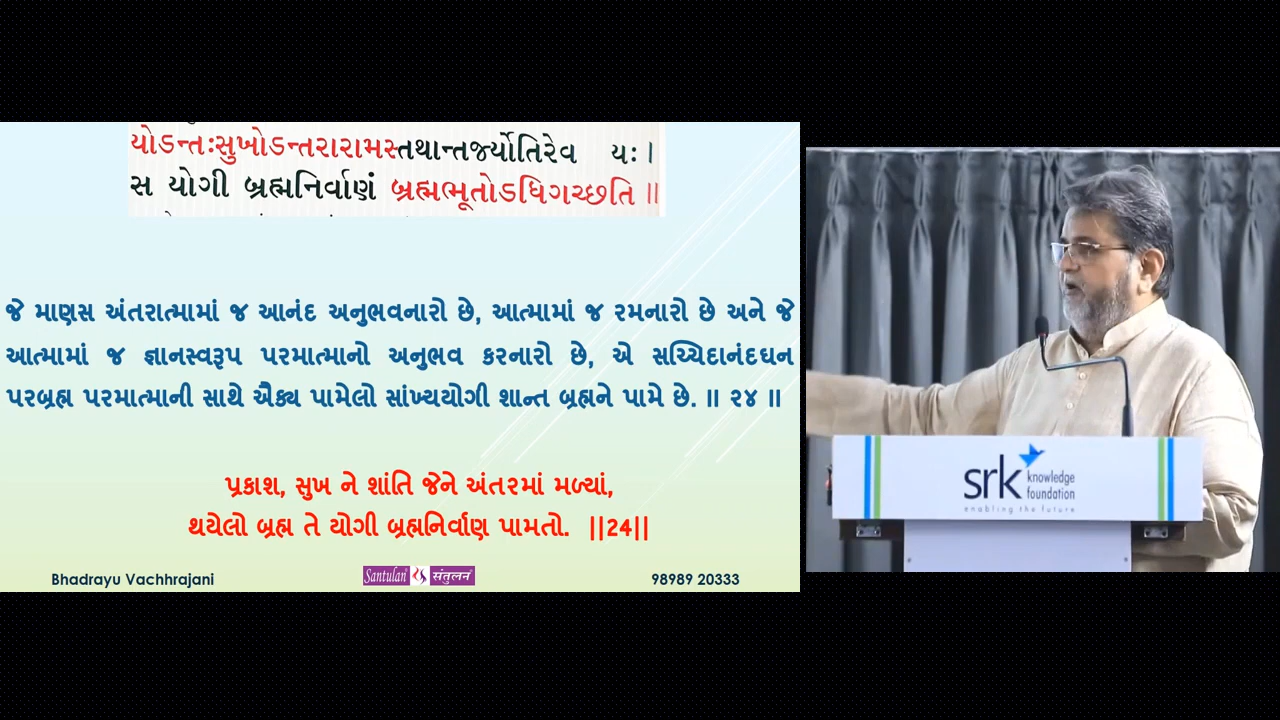 યોઽન્તઃસુખોઽન્તરારામસ્તથાન્તર્જ્યોતિરેવ યઃ।
સ યોગી બ્રહ્મનિર્વાણં બ્રહ્મભૂતોઽધિગચ્છતિ ॥
જે માણસ અંતરાત્મામાં જ આનંદ અનુભવનારો છે, આત્મામાં જ રમનારો છે અને જે
આત્મામાં જ જ્ઞાનસ્વરૂપ પરમાત્માનો અનુભવ કરનારો છે, એ સચ્ચિદાનંદઘન
પરબ્રહ્મ પરમાત્માની સાથે ઐક્ય પામેલો સાંખ્યયોગી શાન્ત બ્રહ્મને પામે છે. ॥ ૨૪ ॥
પ્રકાશ, સુખ ને શાંતિ જેને અંતરમાં મળ્યાં,
થયેલો બ્રહ્મ તે યોગી બ્રહ્મનિર્વાણ પામતો. ||24||
Bhadrayu Vachhrajani
Santulan संतुलन
98989 20333
srk knowledge
foundation
enabling the future